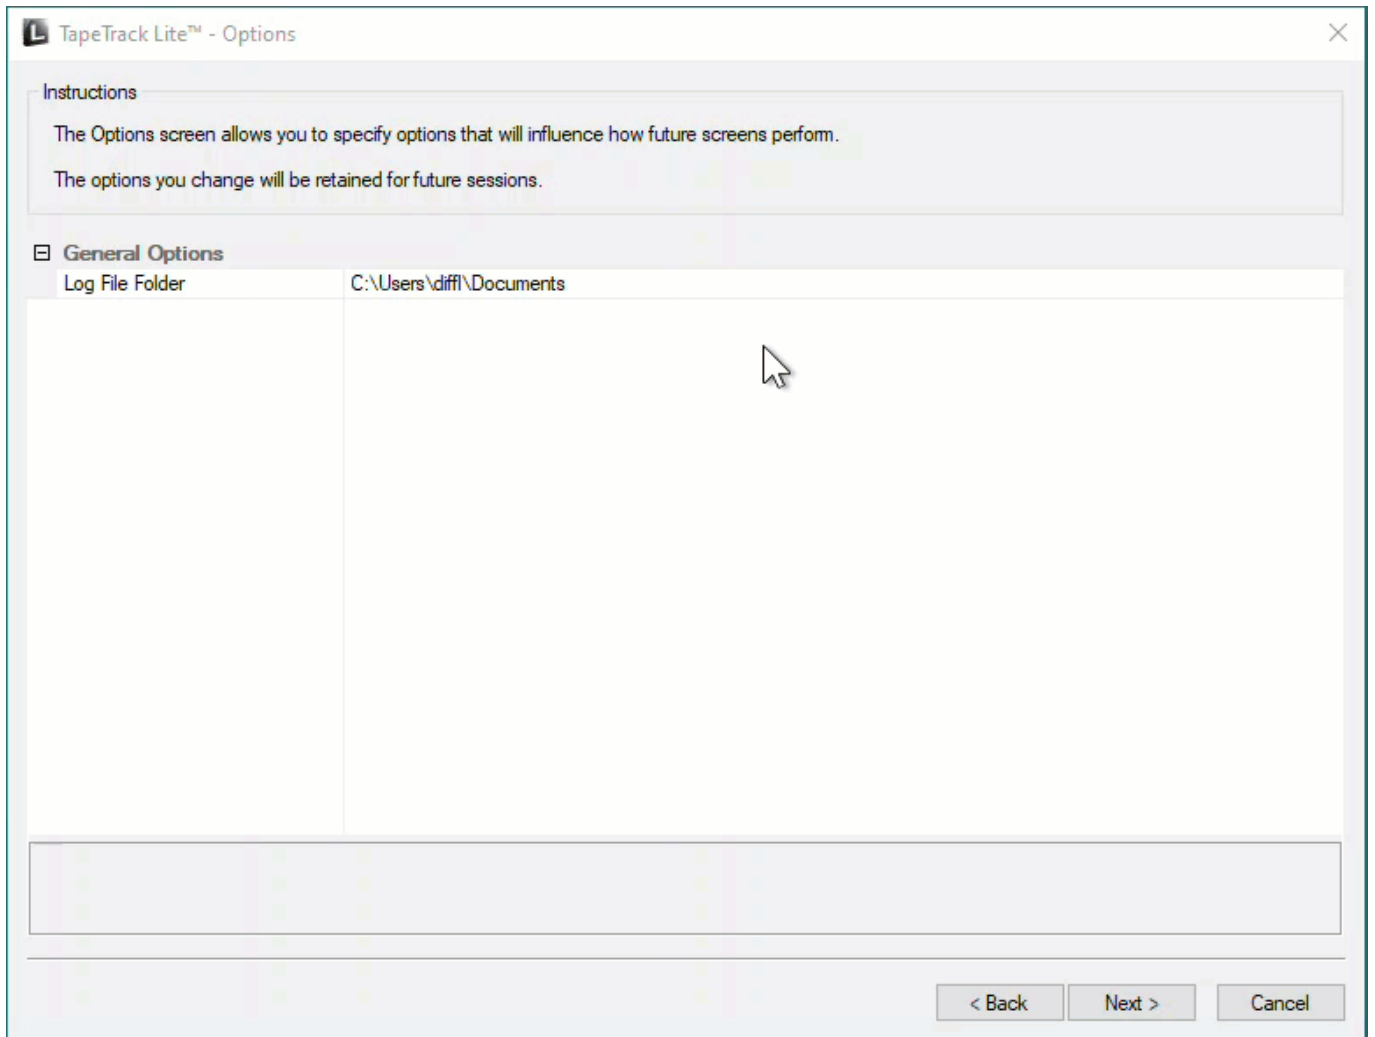 TapeTrack Lite™ - Options
Instructions
The Options screen allows you to specify options that will influence how future screens perform.
The options you change will be retained for future sessions.
General Options
Log File Folder C:\Users\diffl\Documents
< Back Next > Cancel